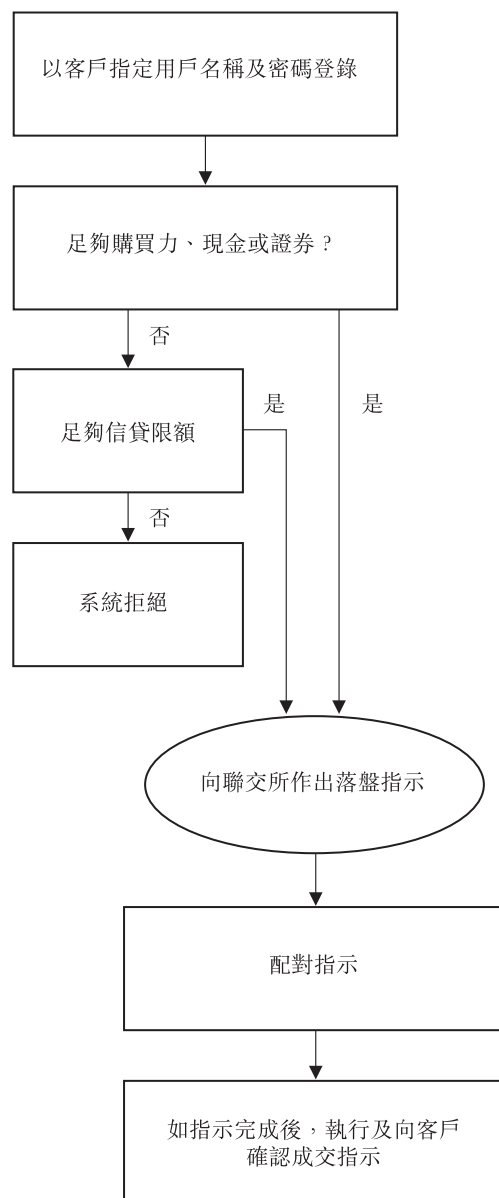 以客戶指定用戶名稱及密碼登錄
足夠購買力、現金或證券？
否
足夠信貸限額
是
是
否
系統拒絕
向聯交所作出落盤指示
配對指示
如指示完成後，執行及向客戶
確認成交指示